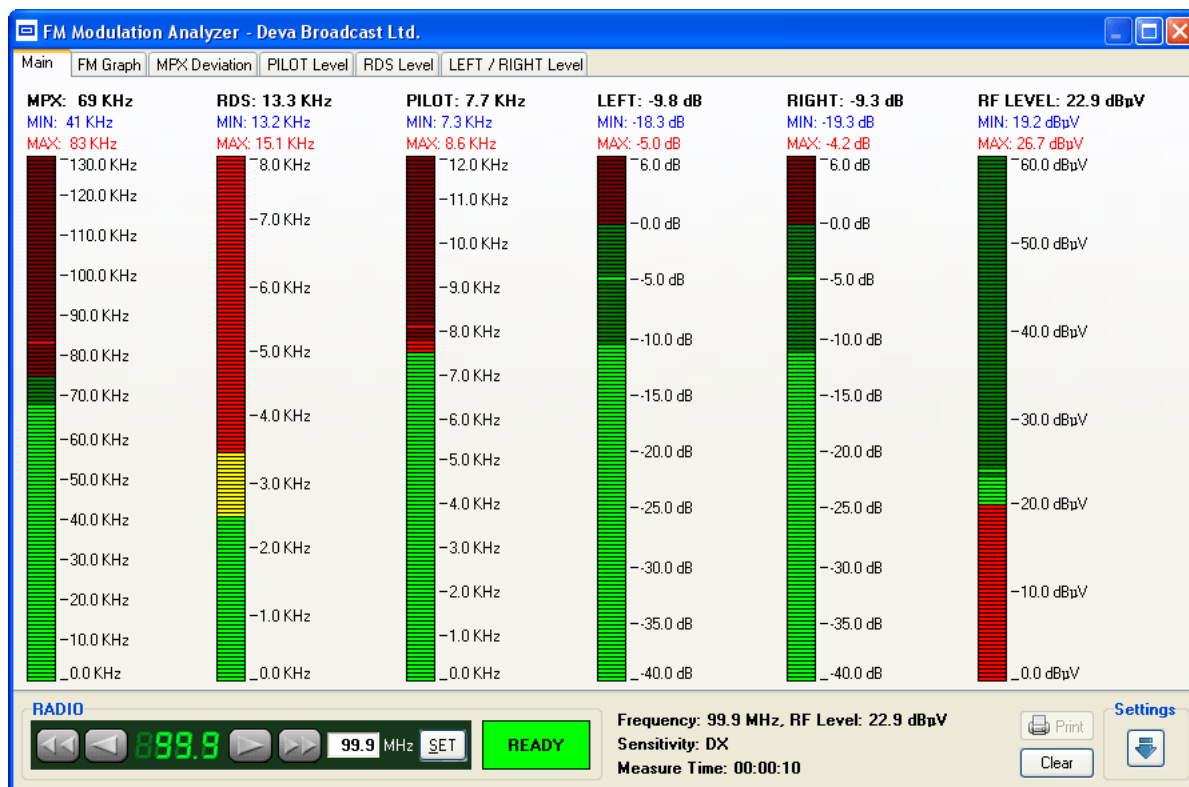 FM Modulation Analyzer - Deva Broadcast Ltd.
Main FM Graph MPX Deviation PILOT Level RDS Level LEFT / RIGHT Level
MPX: 69 KHz
MIN: 41 KHz
MAX: 83 KHz
130.0 KHz
120.0 KHz
110.0 KHz
100.0 KHz
90.0 KHz
80.0 KHz
70.0 KHz
60.0 KHz
50.0 KHz
40.0 KHz
30.0 KHz
20.0 KHz
10.0 KHz
0.0 KHz
RDS: 13.3 KHz
MIN: 13.2 KHz
MAX: 15.1 KHz
8.0 KHz
7.0 KHz
6.0 KHz
5.0 KHz
4.0 KHz
3.0 KHz
2.0 KHz
1.0 KHz
0.0 KHz
PILOT: 7.7 KHz
MIN: 7.3 KHz
MAX: 8.6 KHz
12.0 KHz
11.0 KHz
10.0 KHz
9.0 KHz
8.0 KHz
7.0 KHz
6.0 KHz
5.0 KHz
4.0 KHz
3.0 KHz
2.0 KHz
1.0 KHz
0.0 KHz
LEFT: -9.8 dB
MIN: -18.3 dB
MAX: -5.0 dB
6.0 dB
0.0 dB
-5.0 dB
-10.0 dB
-15.0 dB
-20.0 dB
-25.0 dB
-30.0 dB
-35.0 dB
-40.0 dB
RIGHT: -9.3 dB
MIN: -19.3 dB
MAX: -4.2 dB
6.0 dB
0.0 dB
-5.0 dB
-10.0 dB
-15.0 dB
-20.0 dB
-25.0 dB
-30.0 dB
-35.0 dB
-40.0 dB
RF LEVEL: 22.9 dBµV
MIN: 19.2 dBµV
MAX: 26.7 dBµV
60.0 dBµV
50.0 dBµV
40.0 dBµV
30.0 dBµV
20.0 dBµV
10.0 dBµV
0.0 dBµV
RADIO
99.9
99.9 MHz SET
READY
Frequency: 99.9 MHz, RF Level: 22.9 dBµV
Sensitivity: DX
Measure Time: 00:00:10
Print
Clear
Settings